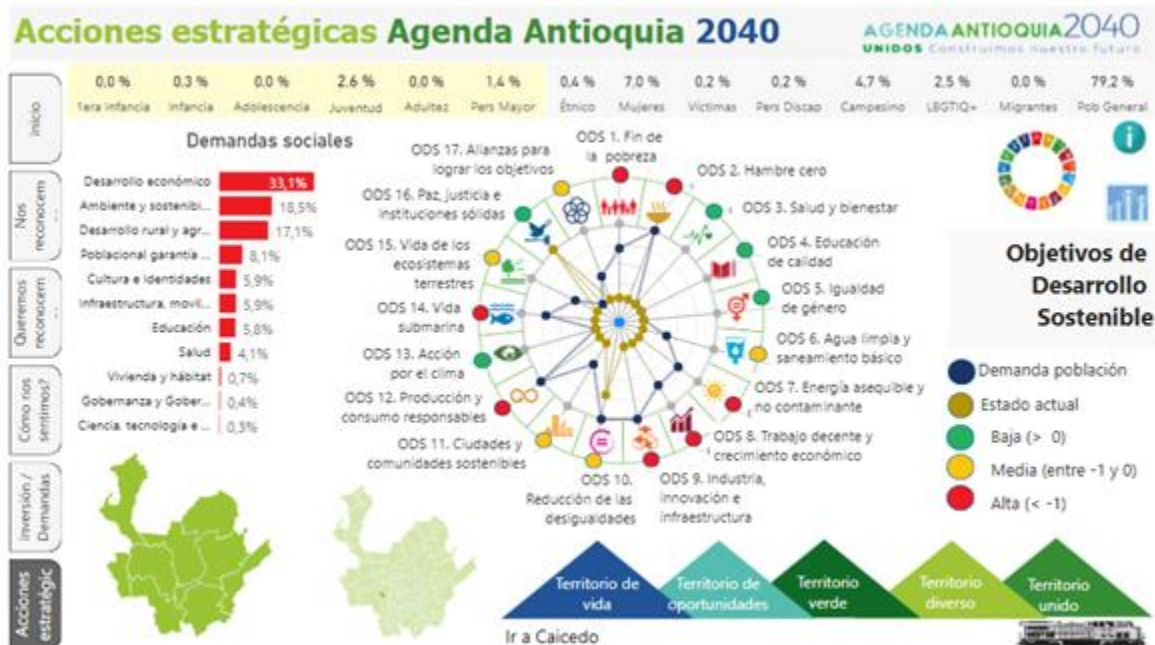 Acciones estratégicas Agenda Antioquia 2040
AGENDA ANTIOQUIA 2040
UNIDOS Construimos nuestro futuro
0,0 % 0,3 % 0,0 % 2,6 % 0,0 % 1,4 % 0,4 % 7,0 % 0,2 % 0,2 % 4,7 % 2,5 % 0,0 % 79,2 %
1era Infancia Infancia Adolescencia Juventud Adultez Pers Mayor Étnico Mujeres Víctimas Pers Discap Campesino LBGTIQ+ Migrantes Pob General
Inicio
Nos
reconocem
...
Queremos
reconocern
...
Cómo nos
sentimos?
inversión /
Demandas
Acciones
estratégic
Demandas sociales
Desarrollo económico 33,1%
Ambiente y sostenibi... 18,5%
Desarrollo rural y agr... 17,1%
Poblacional garantía ... 8,1%
Cultura e identidades 5,9%
Infraestructura, movil... 5,9%
Educación 5,8%
Salud 4,1%
Vivienda y hábitat 0,7%
Gobernanza y Gober... 0,4%
Ciencia, tecnología e ... 0,3%
ODS 1. Fin de
la pobreza
ODS 2. Hambre cero
ODS 3. Salud y bienestar
ODS 4. Educación
de calidad
ODS 5. Igualdad
de género
ODS 6. Agua limpia y
saneamiento básico
ODS 7. Energía asequible y
no contaminante
ODS 8. Trabajo decente y
crecimiento económico
ODS 9. Industria,
innovación e
infraestructura
ODS 10.
Reducción de las
desigualdades
ODS 11. Ciudades y
comunidades sostenibles
ODS 12. Producción y
consumo responsables
ODS 13. Acción
por el clima
ODS 14. Vida
submarina
ODS 15. Vida de los
ecosistemas
terrestres
ODS 16. Paz, justicia e
instituciones sólidas
ODS 17. Alianzas para
lograr los objetivos
Objetivos de
Desarrollo
Sostenible
Demanda población
Estado actual
Baja (> 0)
Media (entre -1 y 0)
Alta (< -1)
Territorio de
vida
Territorio de
oportunidades
Territorio
verde
Territorio
diverso
Territorio
unido
Ir a Caicedo